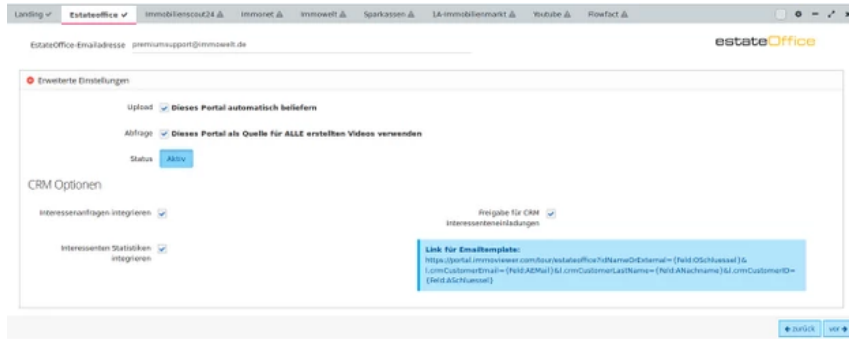 Landing Estateoffice Immobilienscout24 Immonet Immowelt Sparkassen 1A-Immobilienmarkt Youtube Flowfact
EstateOffice-Emailadresse premiumsupport@immowelt.de
estateOffice
Erweiterte Einstellungen
Upload Dieses Portal automatisch beliefern
Abfrage Dieses Portal als Quelle für ALLE erstellten Videos verwenden
Status Aktiv
CRM Optionen
Interessenanfragen integrieren
Freigabe für CRM
Interessenteneinladungen
Interessenten Statistiken
integrieren
Link für Emailtemplate:
https://portal.immoviewer.com/tour/estateoffice?idNameOrExternal={Feld:OSchluessel}&
l.crmCustomerEmail={Feld:AEMail}&l.crmCustomerLastName={Feld:ANachname}&l.crmCustomerID=
{Feld:ASchluessel}
zurück vor